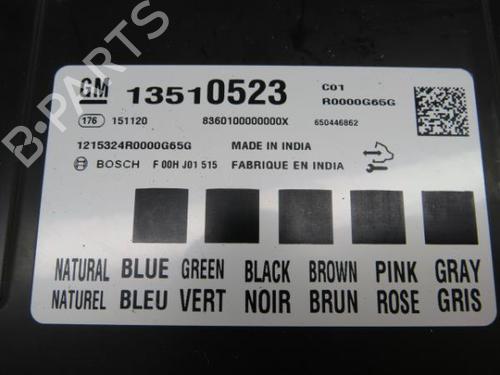 GM 13510523 C01
R0000G65G
176 151120 8360100000000X 650446862
1215324R0000G65G MADE IN INDIA
BOSCH F 00H J01 515 FABRIQUE EN INDIA
NATURAL BLUE GREEN BLACK BROWN PINK GRAY
NATUREL BLEU VERT NOIR BRUN ROSE GRIS
B-PARTS